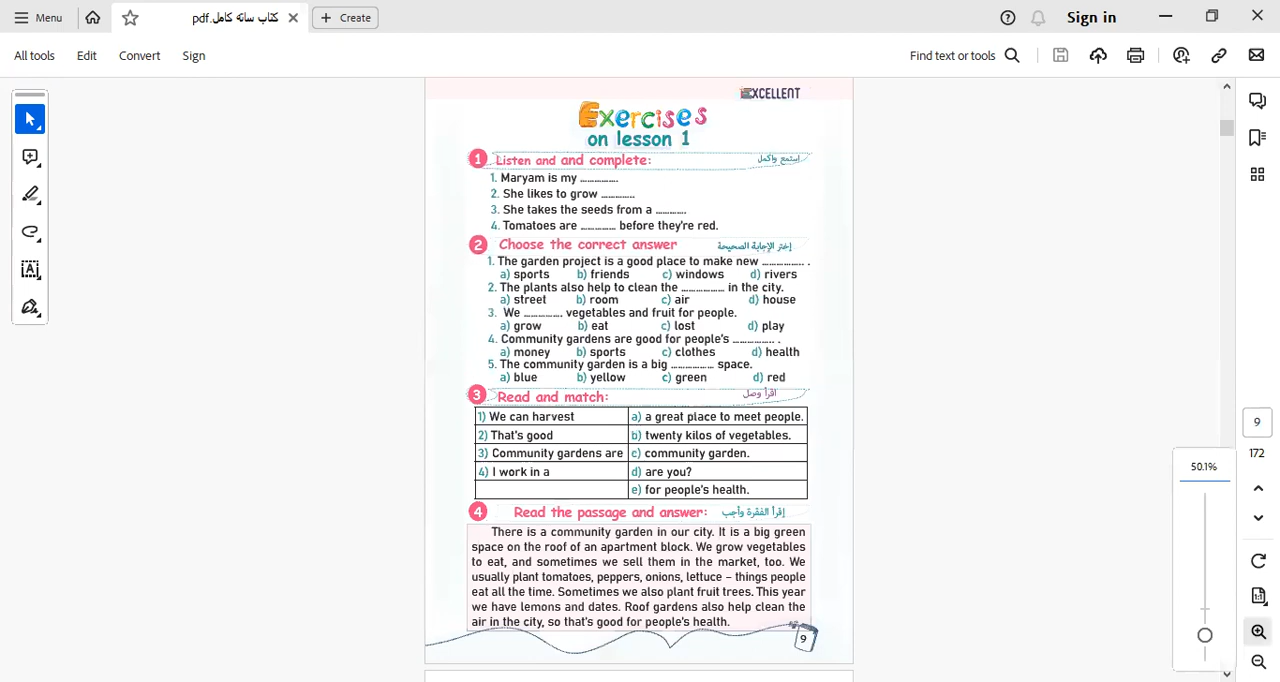 Menu
كتاب ساته كامل.pdf
Create
Sign in
All tools Edit Convert Sign
Find text or tools
EXCELLENT
Exercises
on lesson 1
1 Listen and and complete: إستمع وأكمل
1. Maryam is my ................
2. She likes to grow ..............
3. She takes the seeds from a .............
4. Tomatoes are .............. before they're red.
2 Choose the correct answer إختر الإجابة الصحيحة
1. The garden project is a good place to make new ................. .
a) sports b) friends c) windows d) rivers
2. The plants also help to clean the ................. in the city.
a) street b) room c) air d) house
3. We ............... vegetables and fruit for people.
a) grow b) eat c) lost d) play
4. Community gardens are good for people's ................ .
a) money b) sports c) clothes d) health
5. The community garden is a big ................. space.
a) blue b) yellow c) green d) red
3 Read and match: اقرأ وصل
1) We can harvest a) a great place to meet people.
2) That's good b) twenty kilos of vegetables.
3) Community gardens are c) community garden.
4) I work in a d) are you?
e) for people's health.
4 Read the passage and answer: إقرأ الفقرة وأجب
There is a community garden in our city. It is a big green
space on the roof of an apartment block. We grow vegetables
to eat, and sometimes we sell them in the market, too. We
usually plant tomatoes, peppers, onions, lettuce – things people
eat all the time. Sometimes we also plant fruit trees. This year
we have lemons and dates. Roof gardens also help clean the
air in the city, so that's good for people's health.
9
9
172
50.1%
1:1